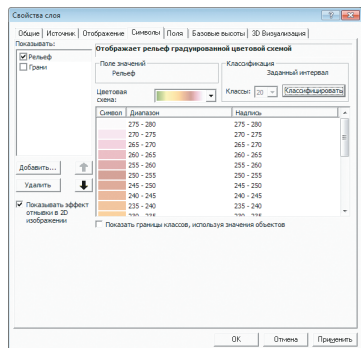 Свойства слоя
Общие Источник Отображение Символы Поля Базовые высоты 3D Визуализация
Показывать:
Рельеф
Грани
Добавить...
Удалить
Показывать эффект
отмывки в 2D
изображении
Отображает рельеф градуированной цветовой схемой
Поле значений
Рельеф
Классификация
Заданный интервал
Классы: 20 Классифицировать
Цветовая
схема:
Символ Диапазон Надпись
275 - 280 275 - 280
270 - 275 270 - 275
265 - 270 265 - 270
260 - 265 260 - 265
255 - 260 255 - 260
250 - 255 250 - 255
245 - 250 245 - 250
240 - 245 240 - 245
235 - 240 235 - 240
230 - 235 230 - 235
Показать границы классов, используя значения объектов
OK Отмена Применить